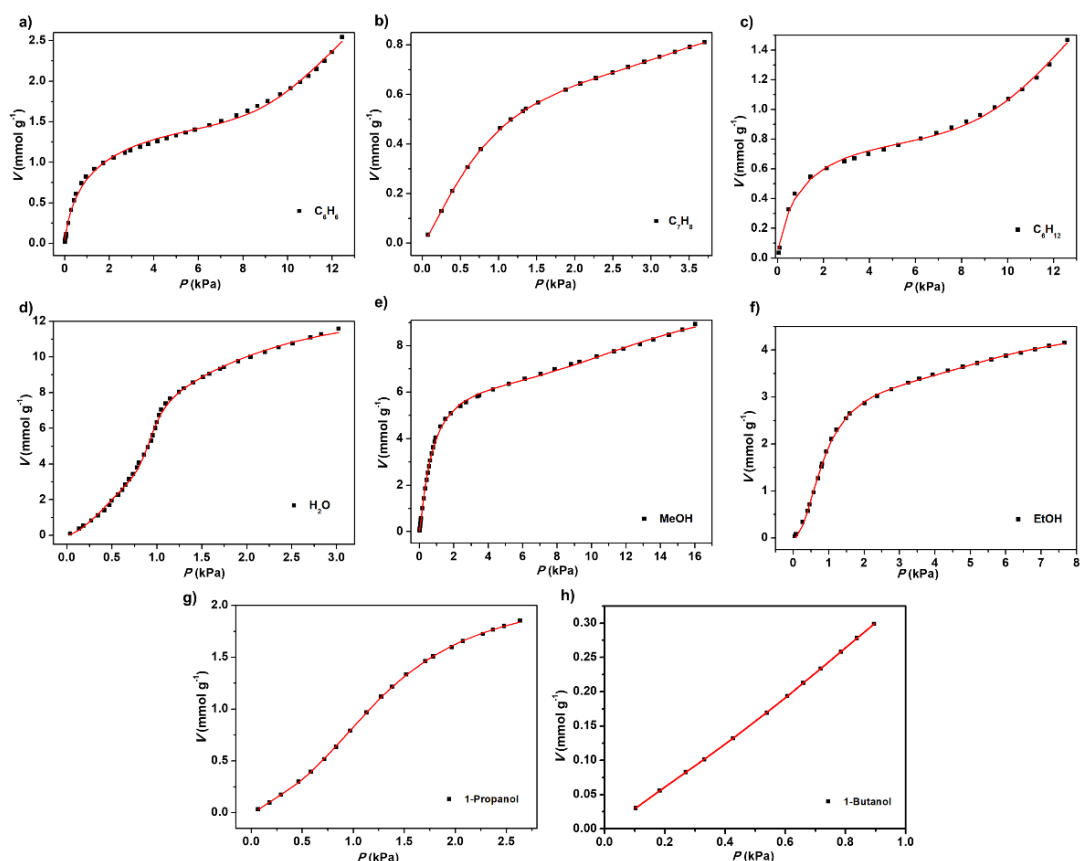 a)
V (mmol g⁻¹)
2.5
2.0
1.5
1.0
0.5
0.0
C₆H₆
0 2 4 6 8 10 12
P (kPa)
b)
V (mmol g⁻¹)
0.8
0.6
0.4
0.2
0.0
C₇H₈
0.0 0.5 1.0 1.5 2.0 2.5 3.0 3.5
P (kPa)
c)
V (mmol g⁻¹)
1.4
1.2
1.0
0.8
0.6
0.4
0.2
0.0
C₆H₁₂
0 2 4 6 8 10 12
P (kPa)
d)
V (mmol g⁻¹)
12
10
8
6
4
2
0
H₂O
0.0 0.5 1.0 1.5 2.0 2.5 3.0
P (kPa)
e)
V (mmol g⁻¹)
8
6
4
2
0
MeOH
0 2 4 6 8 10 12 14 16
P (kPa)
f)
V (mmol g⁻¹)
4
3
2
1
0
EtOH
0 1 2 3 4 5 6 7 8
P (kPa)
g)
V (mmol g⁻¹)
2.0
1.5
1.0
0.5
0.0
1-Propanol
0.0 0.5 1.0 1.5 2.0 2.5
P (kPa)
h)
V (mmol g⁻¹)
0.30
0.25
0.20
0.15
0.10
0.05
0.00
1-Butanol
0.0 0.2 0.4 0.6 0.8 1.0
P (kPa)